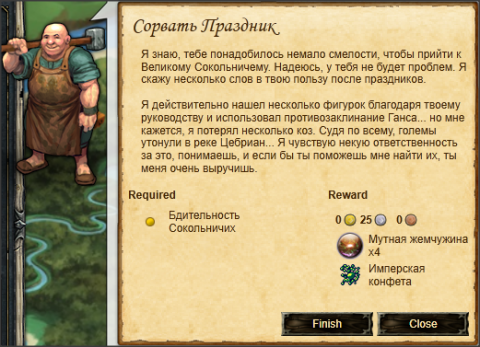 Сорвать Праздник
Я знаю, тебе понадобилось немало смелости, чтобы прийти к
Великому Сокольничему. Надеюсь, у тебя не будет проблем. Я
скажу несколько слов в твою пользу после праздников.
Я действительно нашел несколько фигурок благодаря твоему
руководству и использовал противозаклинание Ганса... но мне
кажется, я потерял несколько коз. Судя по всему, големы
утонули в реке Цебриан... Я чувствую некую ответственность
за это, понимаешь, и если бы ты поможешь мне найти их, ты
меня очень выручишь.
Required
Бдительность
Сокольничих
Reward
0 25 0
Мутная жемчужина
x4
Имперская
конфета
Finish
Close